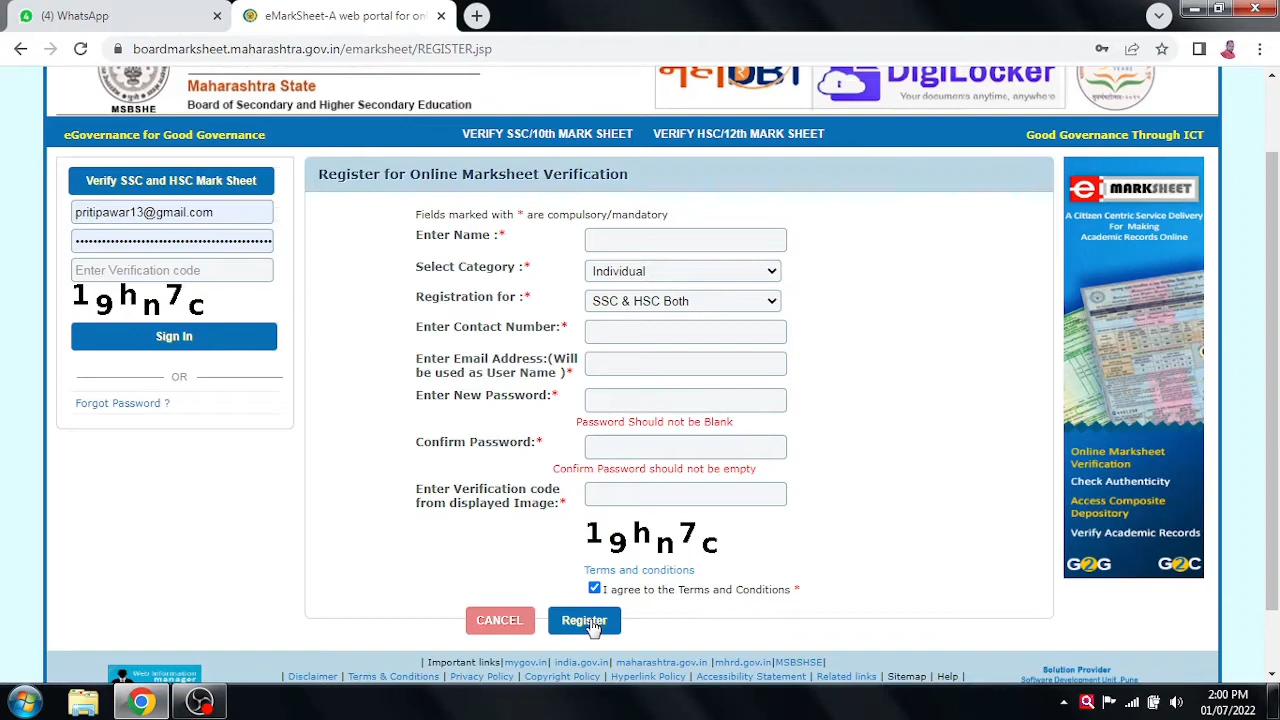 (4) WhatsApp
eMarkSheet-A web portal for onl
boardmarksheet.maharashtra.gov.in/emarksheet/REGISTER.jsp
MSBSHE
Maharashtra State
Board of Secondary and Higher Secondary Education
DigiLocker
Your documents anytime, anywhere
eGovernance for Good Governance
VERIFY SSC/10th MARK SHEET
VERIFY HSC/12th MARK SHEET
Good Governance Through ICT
Verify SSC and HSC Mark Sheet
pritipawar13@gmail.com
Enter Verification code
19hn7c
Sign In
OR
Forgot Password ?
Register for Online Marksheet Verification
Fields marked with * are compulsory/mandatory
Enter Name :*
Select Category :* Individual
Registration for :* SSC & HSC Both
Enter Contact Number:*
Enter Email Address:(Will
be used as User Name )*
Enter New Password:*
Password Should not be Blank
Confirm Password:*
Confirm Password should not be empty
Enter Verification code
from displayed Image:*
19hn7c
Terms and conditions
I agree to the Terms and Conditions *
CANCEL
Register
e MARKSHEET
A Citizen Centric Service Delivery
For Making
Academic Records Online
Online Marksheet
Verification
Check Authenticity
Access Composite
Depository
Verify Academic Records
G2G
G2C
| Important links|mygov.in| india.gov.in| maharashtra.gov.in |mhrd.gov.in|MSBSHSE|
| Disclaimer | Terms & Conditions | Privacy Policy | Copyright Policy | Hyperlink Policy | Accessibility Statement | Related links | Sitemap | Help |
Web Information
manager
Solution Provider
Software Development Unit, Pune
2:00 PM
01/07/2022